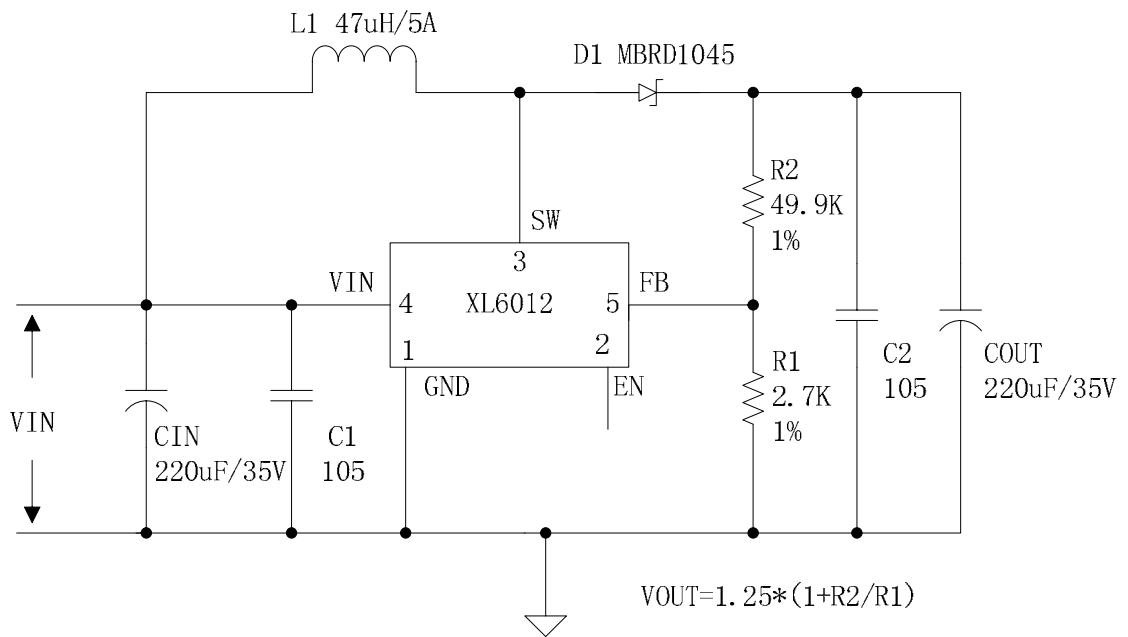 L1 47uH/5A
D1 MBRD1045
R2
49.9K
1%
SW
3
VIN
4
XL6012
5
FB
1
2
GND
EN
R1
2.7K
1%
C2
105
COUT
220uF/35V
VIN
CIN
220uF/35V
C1
105
VOUT=1.25*(1+R2/R1)